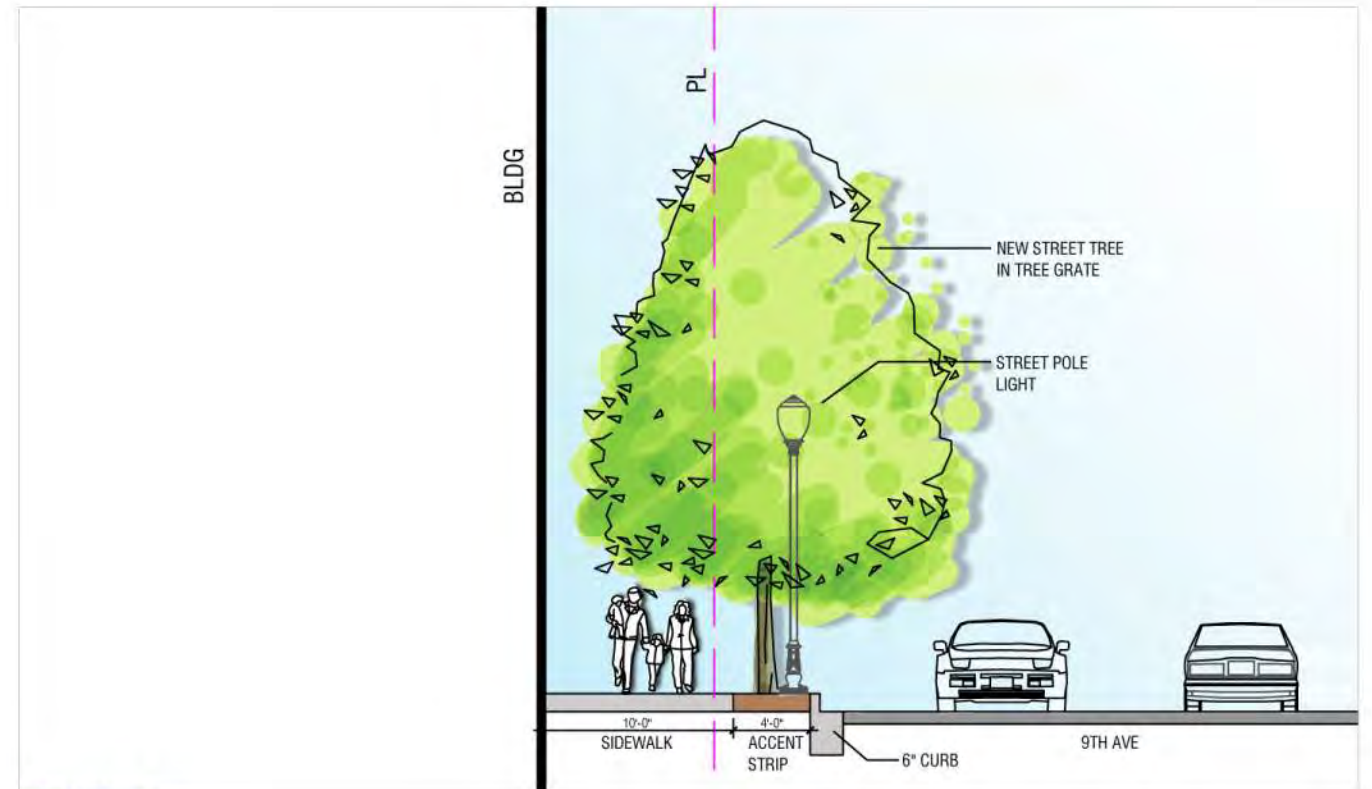 PL
BLDG
NEW STREET TREE
IN TREE GRATE
STREET POLE
LIGHT
10'-0"
4'-0"
SIDEWALK
ACCENT
STRIP
6" CURB
9TH AVE